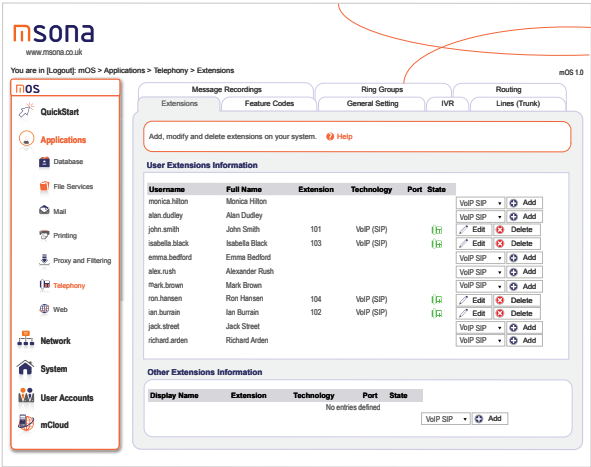 msona
www.msona.co.uk
You are in [Logout]: mOS > Applications > Telephony > Extensions
mOS 1.0
mos
QuickStart
Applications
Database
File Services
Mail
Printing
Proxy and Filtering
Telephony
Web
Network
System
User Accounts
mCloud
Message Recordings Ring Groups Routing
Extensions Feature Codes General Setting IVR Lines (Trunk)
Add, modify and delete extensions on your system. ? Help
User Extensions Information
Username Full Name Extension Technology Port State
monica.hilton Monica Hilton VoIP SIP Add
alan.dudley Alan Dudley VoIP SIP Add
john.smith John Smith 101 VoIP (SIP) Edit Delete
isabella.black Isabella Black 103 VoIP (SIP) Edit Delete
emma.bedford Emma Bedford VoIP SIP Add
alex.rush Alexander Rush VoIP SIP Add
mark.brown Mark Brown VoIP SIP Add
ron.hansen Ron Hansen 104 VoIP (SIP) Edit Delete
ian.burrain Ian Burrain 102 VoIP (SIP) Edit Delete
jack.street Jack Street VoIP SIP Add
richard.arden Richard Arden VoIP SIP Add
Other Extensions Information
Display Name Extension Technology Port State
No entries defined
VoIP SIP Add